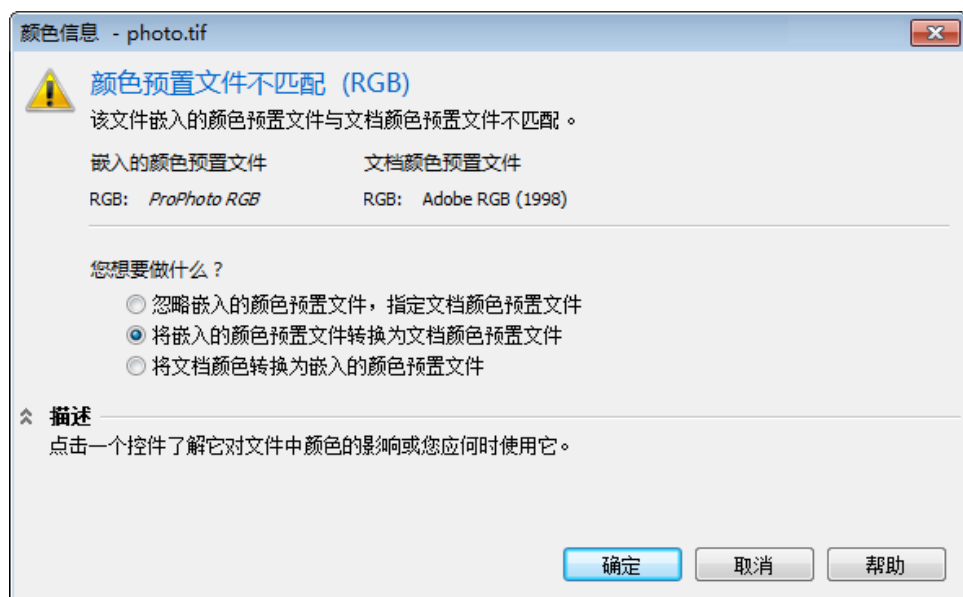 颜色信息 - photo.tif
颜色预置文件不匹配 (RGB)
该文件嵌入的颜色预置文件与文档颜色预置文件不匹配。
嵌入的颜色预置文件 文档颜色预置文件
RGB: ProPhoto RGB RGB: Adobe RGB (1998)
您想要做什么？
忽略嵌入的颜色预置文件，指定文档颜色预置文件
将嵌入的颜色预置文件转换为文档颜色预置文件
将文档颜色转换为嵌入的颜色预置文件
描述
点击一个控件了解它对文件中颜色的影响或您应何时使用它。
确定 取消 帮助